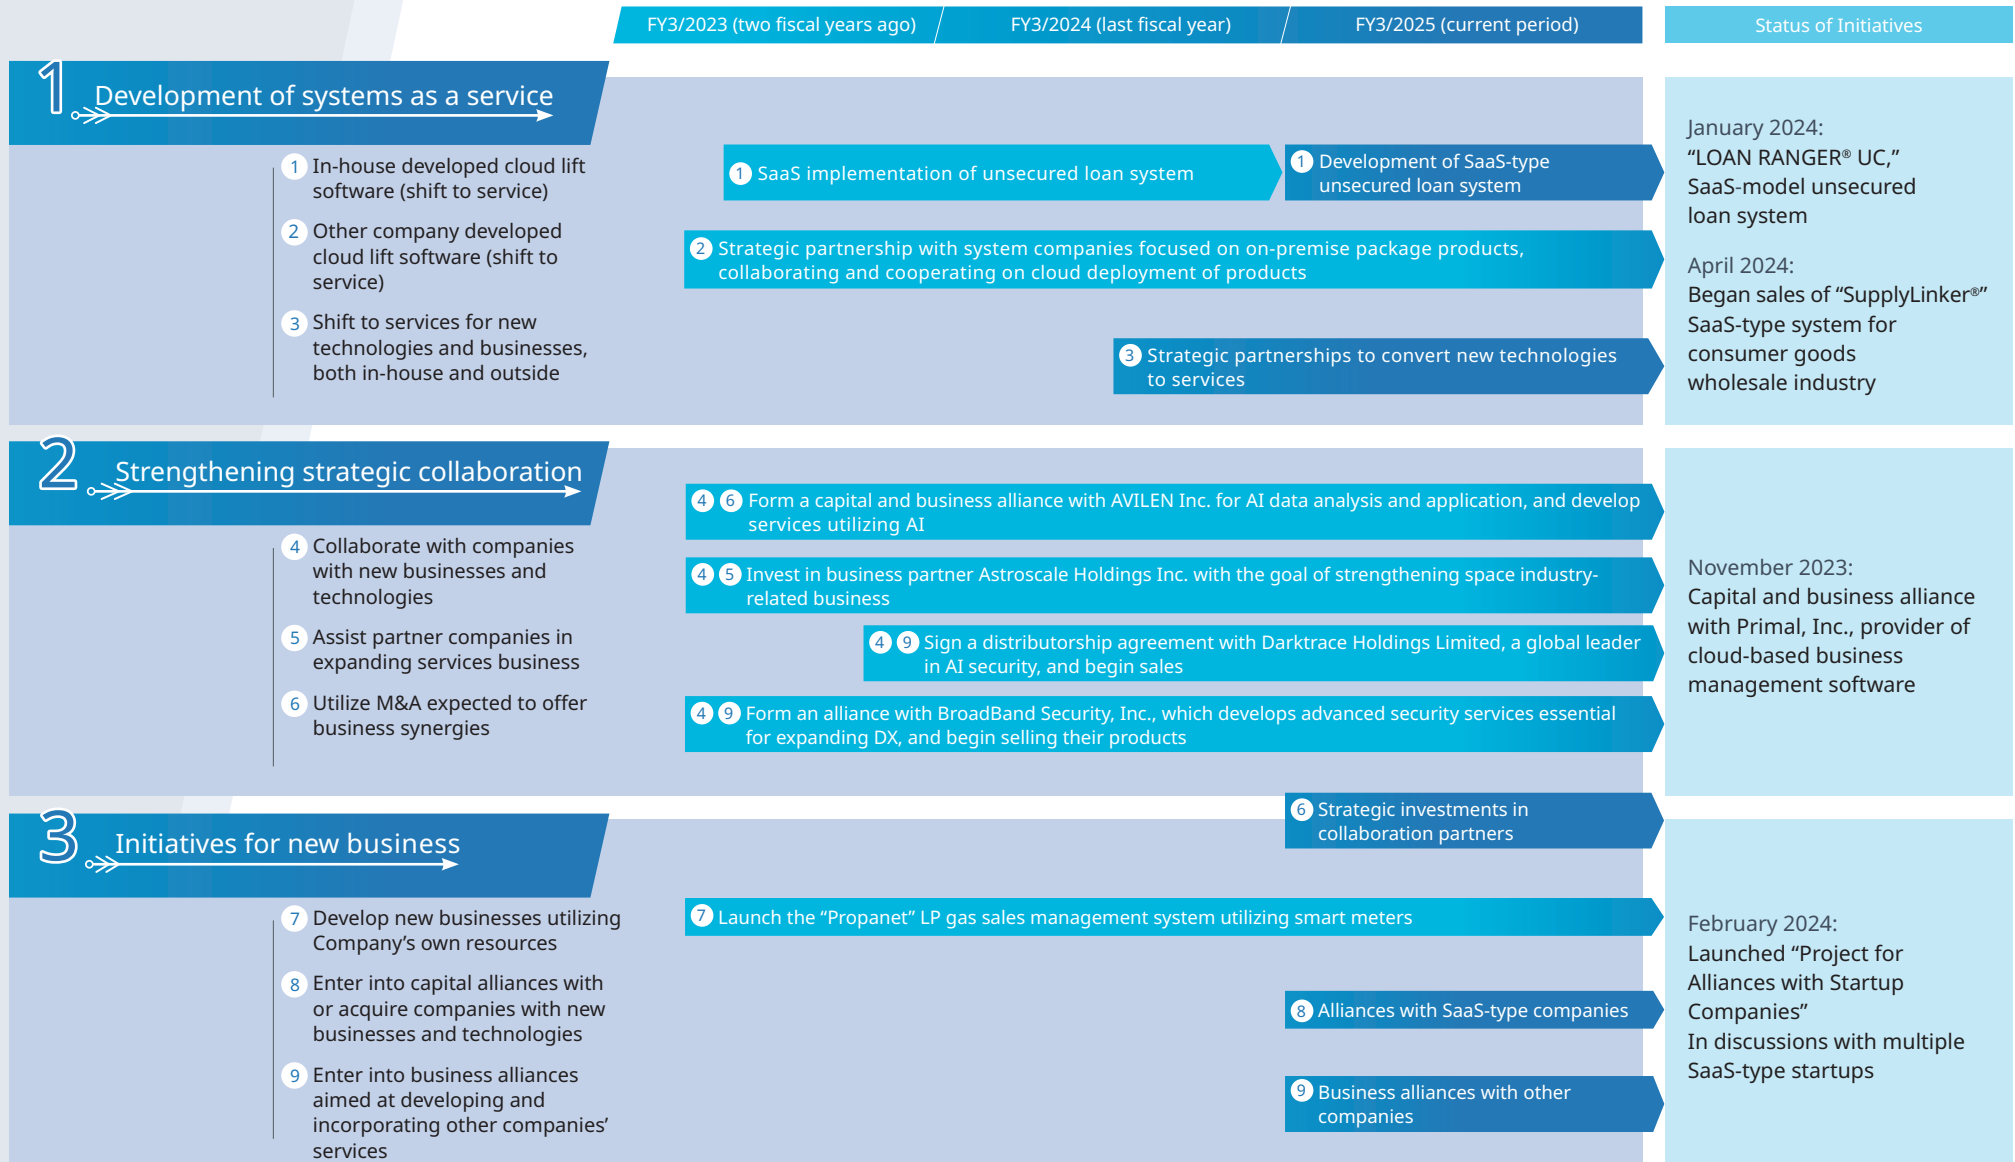 FY3/2023 (two fiscal years ago)
FY3/2024 (last fiscal year)
FY3/2025 (current period)
Status of Initiatives
1
Development of systems as a service
1 In-house developed cloud lift
software (shift to service)
2 Other company developed
cloud lift software (shift to
service)
3 Shift to services for new
technologies and businesses,
both in-house and outside
1 SaaS implementation of unsecured loan system
1 Development of SaaS-type
unsecured loan system
2 Strategic partnership with system companies focused on on-premise package products,
collaborating and cooperating on cloud deployment of products
3 Strategic partnerships to convert new technologies
to services
January 2024:
“LOAN RANGER® UC,”
SaaS-model unsecured
loan system
April 2024:
Began sales of “SupplyLinker®”
SaaS-type system for
consumer goods
wholesale industry
2
Strengthening strategic collaboration
4 Collaborate with companies
with new businesses and
technologies
5 Assist partner companies in
expanding services business
6 Utilize M&A expected to offer
business synergies
4 6 Form a capital and business alliance with AVILEN Inc. for AI data analysis and application, and develop
services utilizing AI
4 5 Invest in business partner Astroscale Holdings Inc. with the goal of strengthening space industry-
related business
4 9 Sign a distributorship agreement with Darktrace Holdings Limited, a global leader
in AI security, and begin sales
4 9 Form an alliance with BroadBand Security, Inc., which develops advanced security services essential
for expanding DX, and begin selling their products
6 Strategic investments in
collaboration partners
November 2023:
Capital and business alliance
with Primal, Inc., provider of
cloud-based business
management software
3
Initiatives for new business
7 Develop new businesses utilizing
Company’s own resources
8 Enter into capital alliances with
or acquire companies with new
businesses and technologies
9 Enter into business alliances
aimed at developing and
incorporating other companies’
services
7 Launch the “Propanet” LP gas sales management system utilizing smart meters
8 Alliances with SaaS-type companies
9 Business alliances with other
companies
February 2024:
Launched “Project for
Alliances with Startup
Companies”
In discussions with multiple
SaaS-type startups